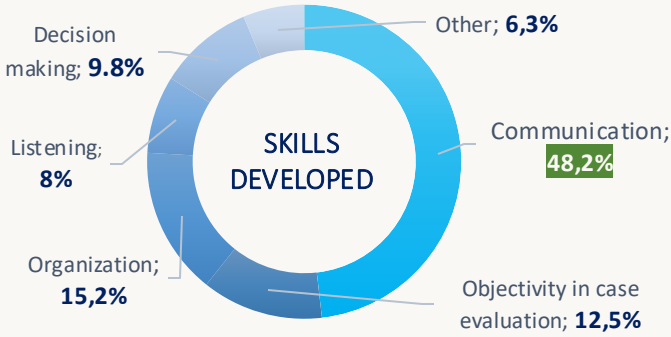 SKILLS
DEVELOPED
Other; 6,3%
Communication;
48,2%
Objectivity in case
evaluation; 12,5%
Organization;
15,2%
Listening;
8%
Decision
making; 9.8%